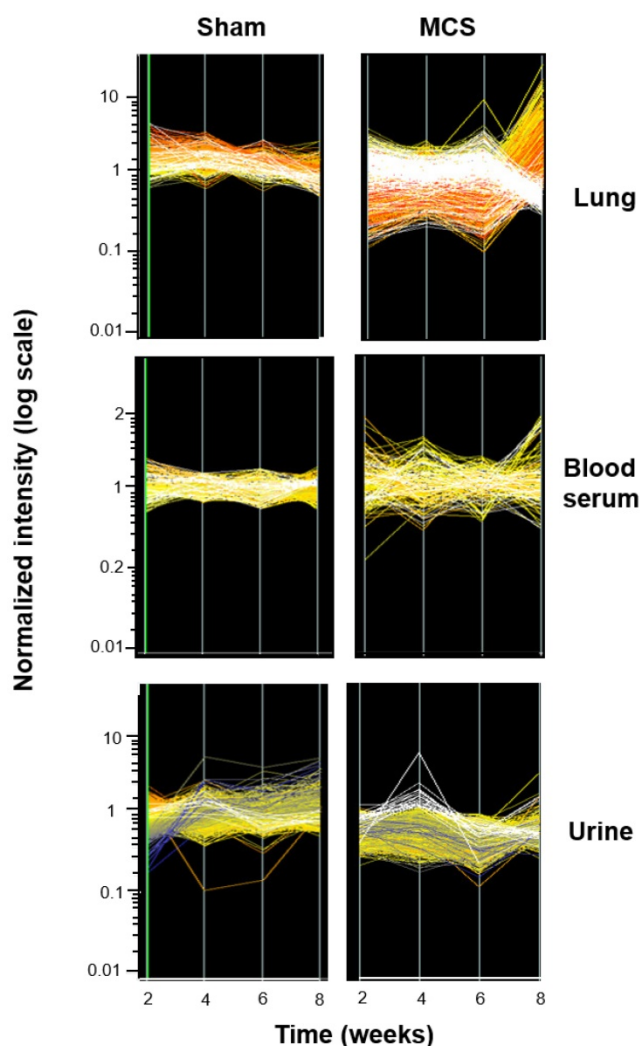 Sham
MCS
10
1
0.1
0.01
Lung
Normalized intensity (log scale)
2
1
0.2
0.01
Blood
serum
10
1
0.1
0.01
Urine
2
4
6
8
2
4
6
8
Time (weeks)